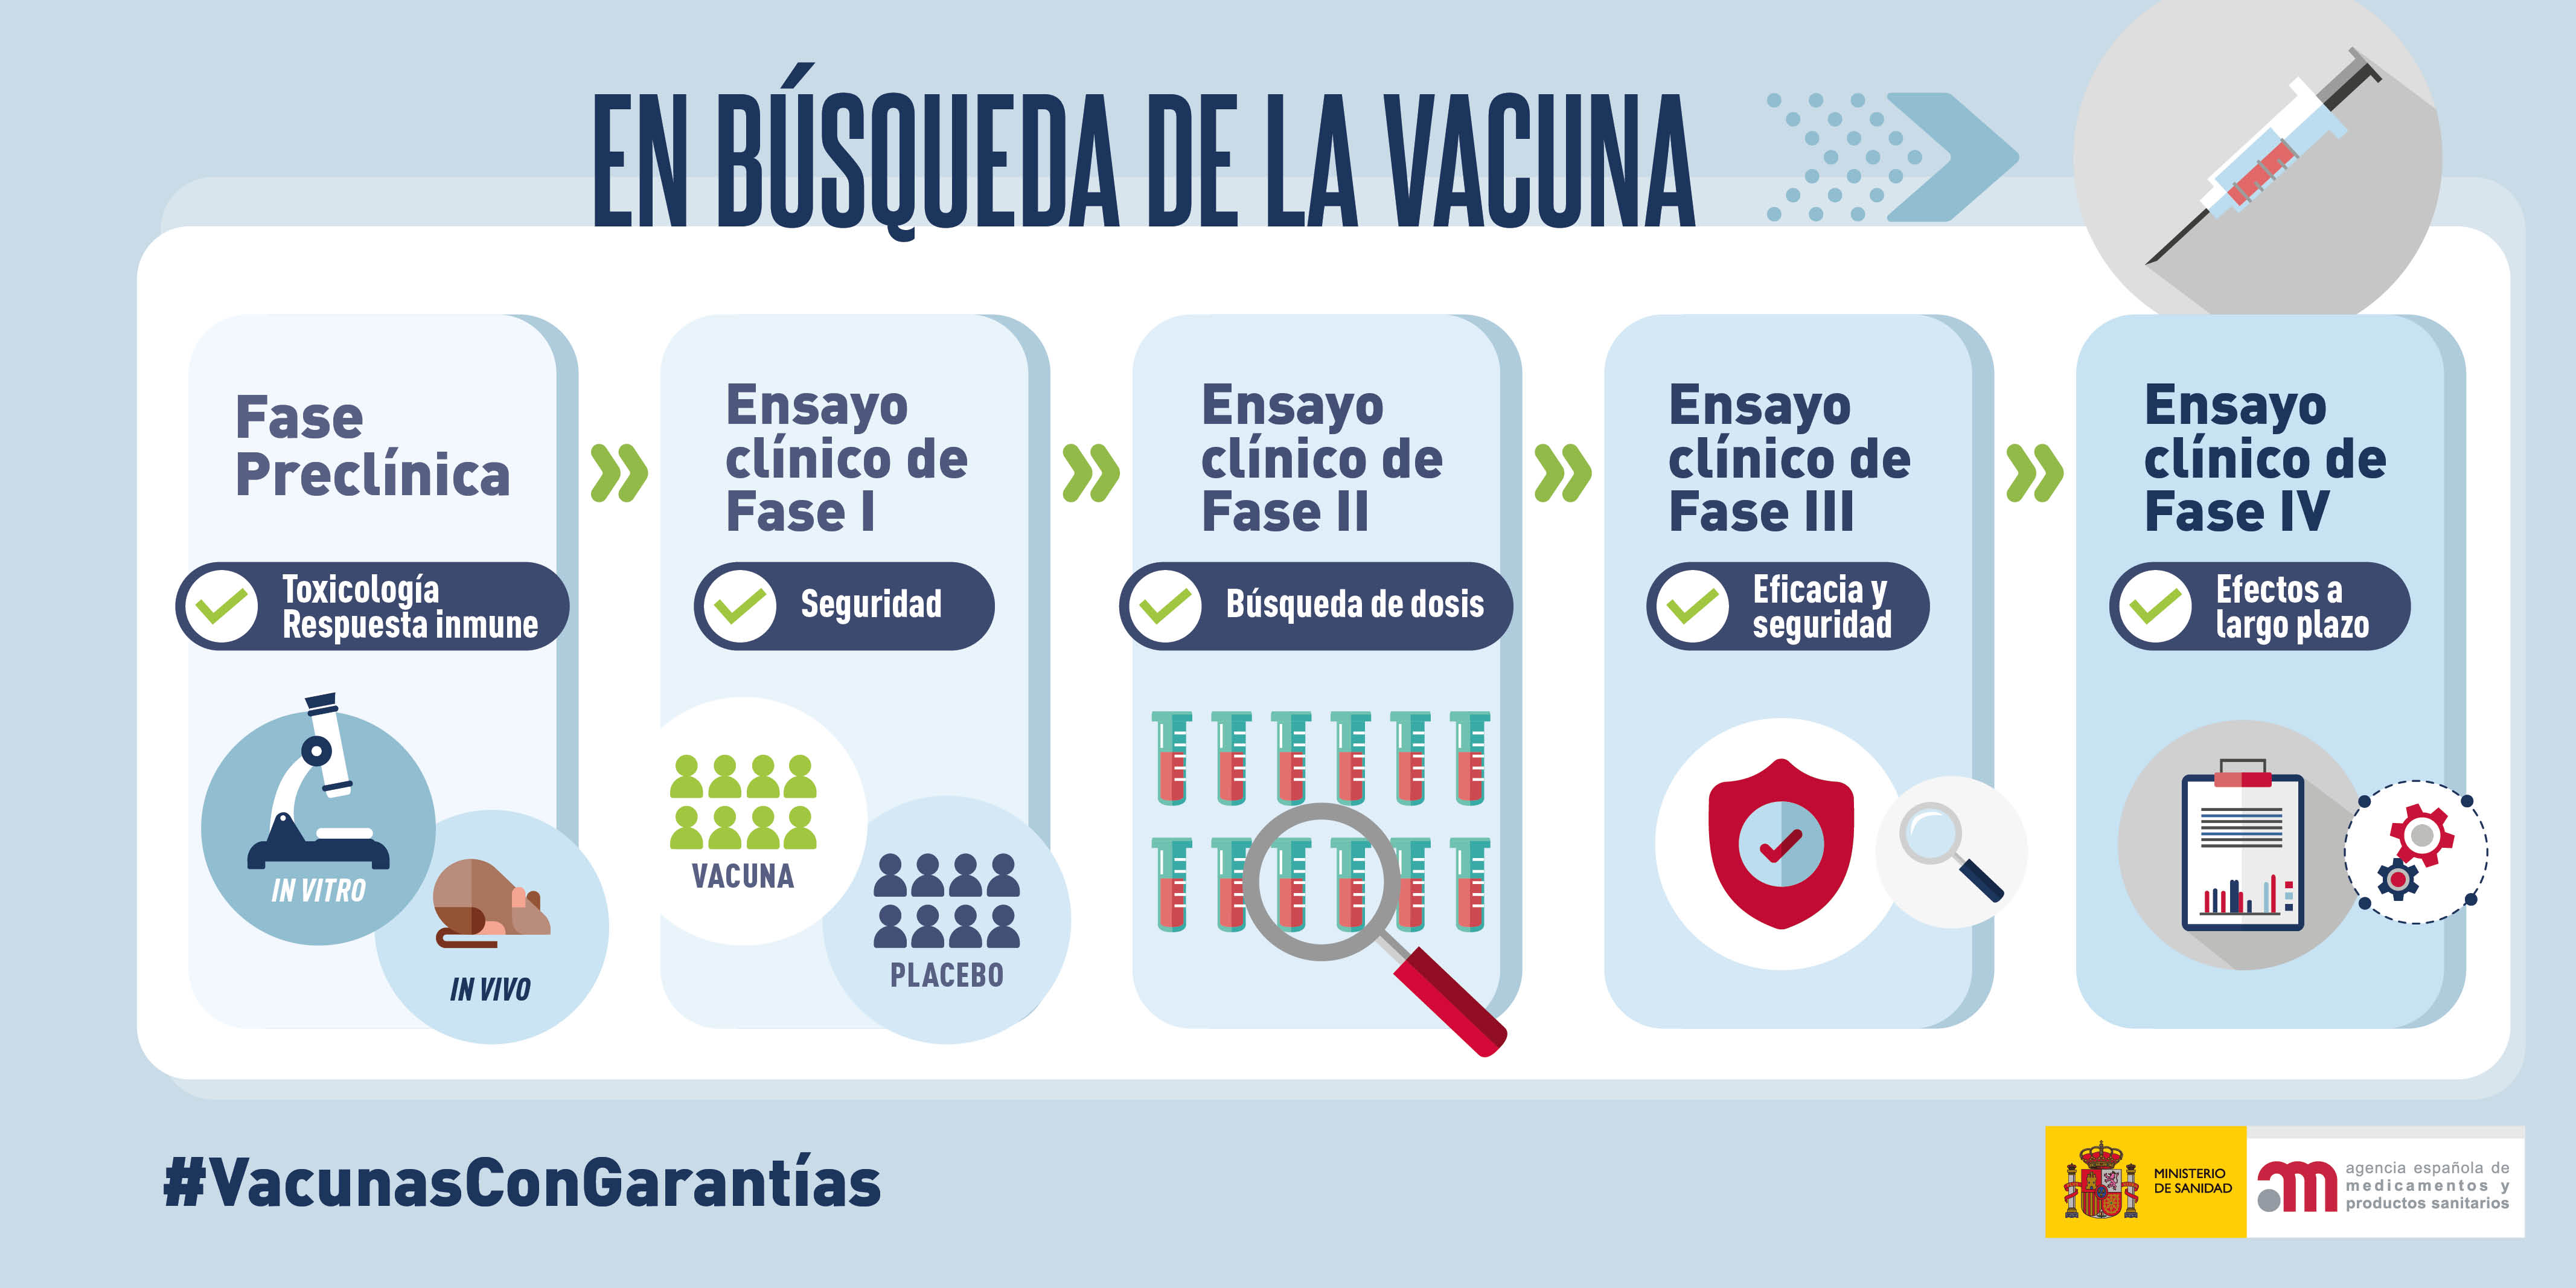 EN BÚSQUEDA DE LA VACUNA
Fase
Preclínica
Toxicología
Respuesta inmune
IN VITRO
IN VIVO
Ensayo
clínico de
Fase I
Seguridad
VACUNA
PLACEBO
Ensayo
clínico de
Fase II
Búsqueda de dosis
Ensayo
clínico de
Fase III
Eficacia y
seguridad
Ensayo
clínico de
Fase IV
Efectos a
largo plazo
#VacunasConGarantías
MINISTERIO
DE SANIDAD
agencia española de
medicamentos y
productos sanitarios